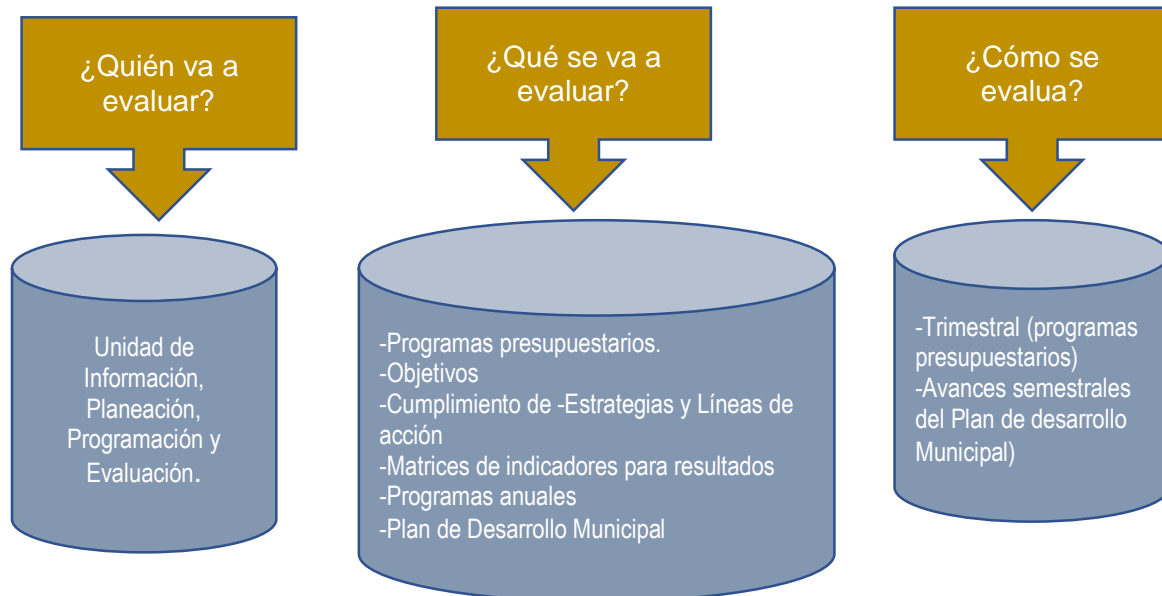 ¿Quién va a
evaluar?
¿Qué se va a
evaluar?
¿Cómo se
evalua?
Unidad de
Información,
Planeación,
Programación y
Evaluación.
-Programas presupuestarios.
-Objetivos
-Cumplimiento de -Estrategias y Líneas de
acción
-Matrices de indicadores para resultados
-Programas anuales
-Plan de Desarrollo Municipal
-Trimestral (programas
presupuestarios)
-Avances semestrales
del Plan de desarrollo
Municipal)